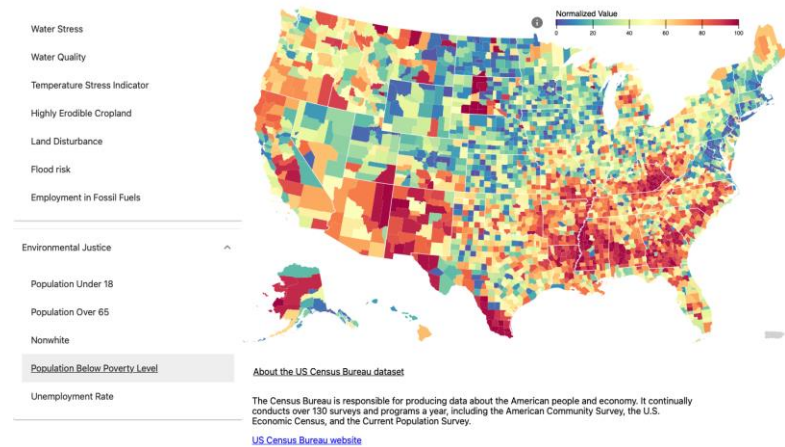 Water Stress
Water Quality
Temperature Stress Indicator
Highly Erodible Cropland
Land Disturbance
Flood risk
Employment in Fossil Fuels
Environmental Justice
Population Under 18
Population Over 65
Nonwhite
Population Below Poverty Level
Unemployment Rate
Normalized Value
0 20 40 60 80 100
About the US Census Bureau dataset
The Census Bureau is responsible for producing data about the American people and economy. It continually
conducts over 130 surveys and programs a year, including the American Community Survey, the U.S.
Economic Census, and the Current Population Survey.
US Census Bureau website